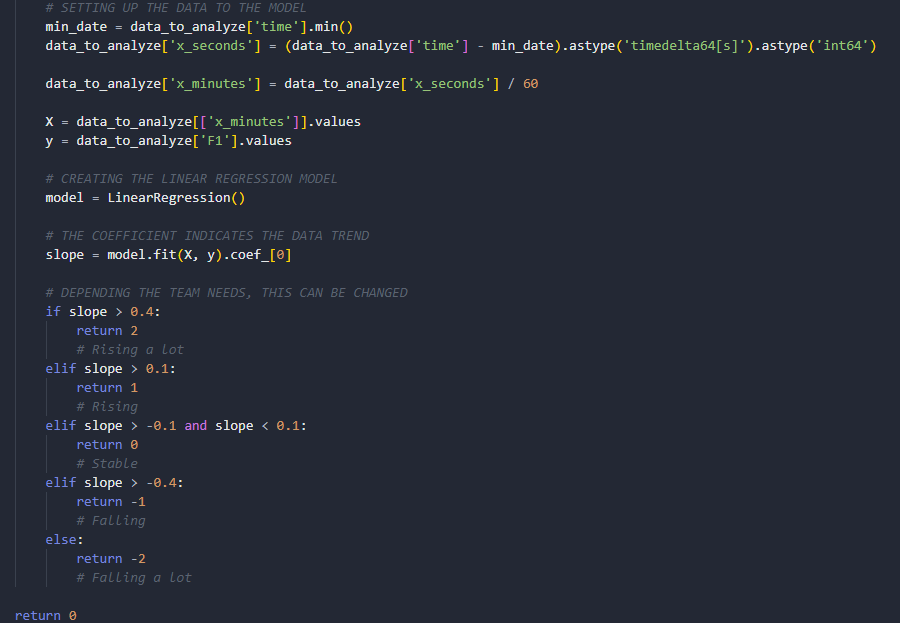 # SETTING UP THE DATA TO THE MODEL
min_date = data_to_analyze['time'].min()
data_to_analyze['x_seconds'] = (data_to_analyze['time'] - min_date).astype('timedelta64[s]').astype('int64')
data_to_analyze['x_minutes'] = data_to_analyze['x_seconds'] / 60
X = data_to_analyze[['x_minutes']].values
y = data_to_analyze['F1'].values
# CREATING THE LINEAR REGRESSION MODEL
model = LinearRegression()
# THE COEFFICIENT INDICATES THE DATA TREND
slope = model.fit(X, y).coef_[0]
# DEPENDING THE TEAM NEEDS, THIS CAN BE CHANGED
if slope > 0.4:
return 2
# Rising a lot
elif slope > 0.1:
return 1
# Rising
elif slope > -0.1 and slope < 0.1:
return 0
# Stable
elif slope > -0.4:
return -1
# Falling
else:
return -2
# Falling a lot
return 0